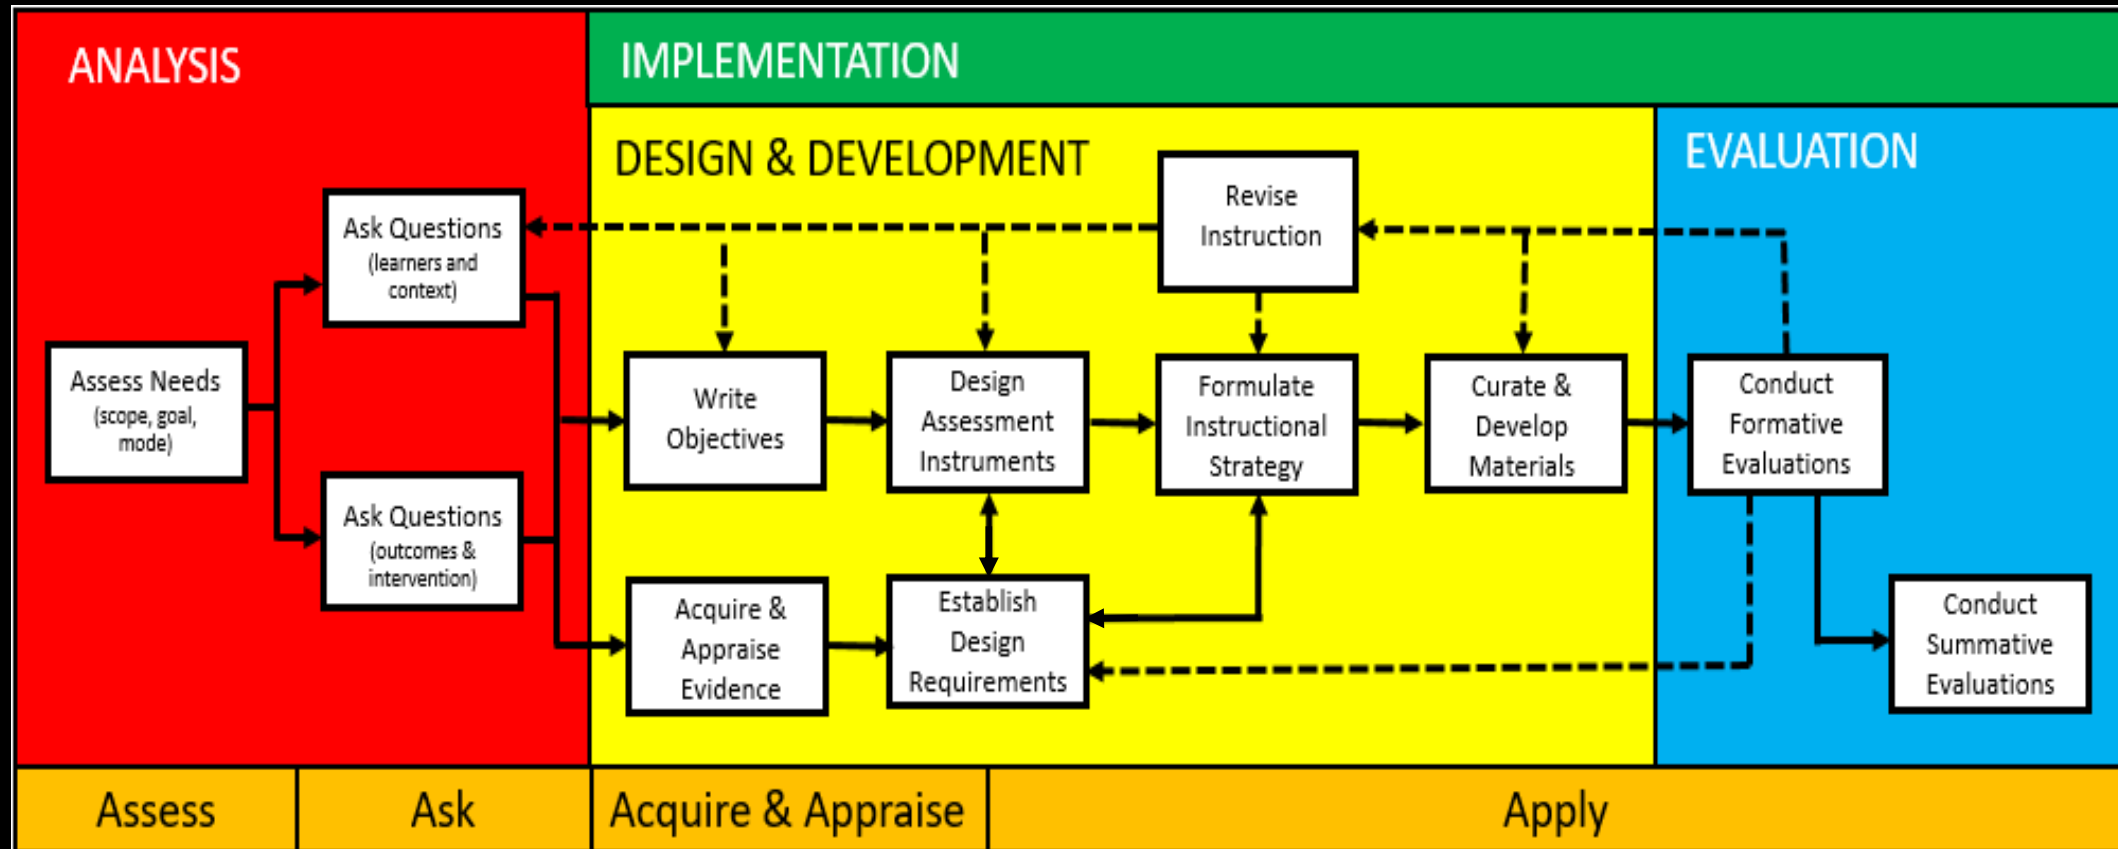 ANALYSIS
IMPLEMENTATION
DESIGN & DEVELOPMENT
EVALUATION
Assess Needs
(scope, goal,
mode)
Ask Questions
(learners and
context)
Ask Questions
(outcomes &
intervention)
Revise
Instruction
Write
Objectives
Design
Assessment
Instruments
Formulate
Instructional
Strategy
Curate &
Develop
Materials
Conduct
Formative
Evaluations
Acquire &
Appraise
Evidence
Establish
Design
Requirements
Conduct
Summative
Evaluations
Assess
Ask
Acquire & Appraise
Apply